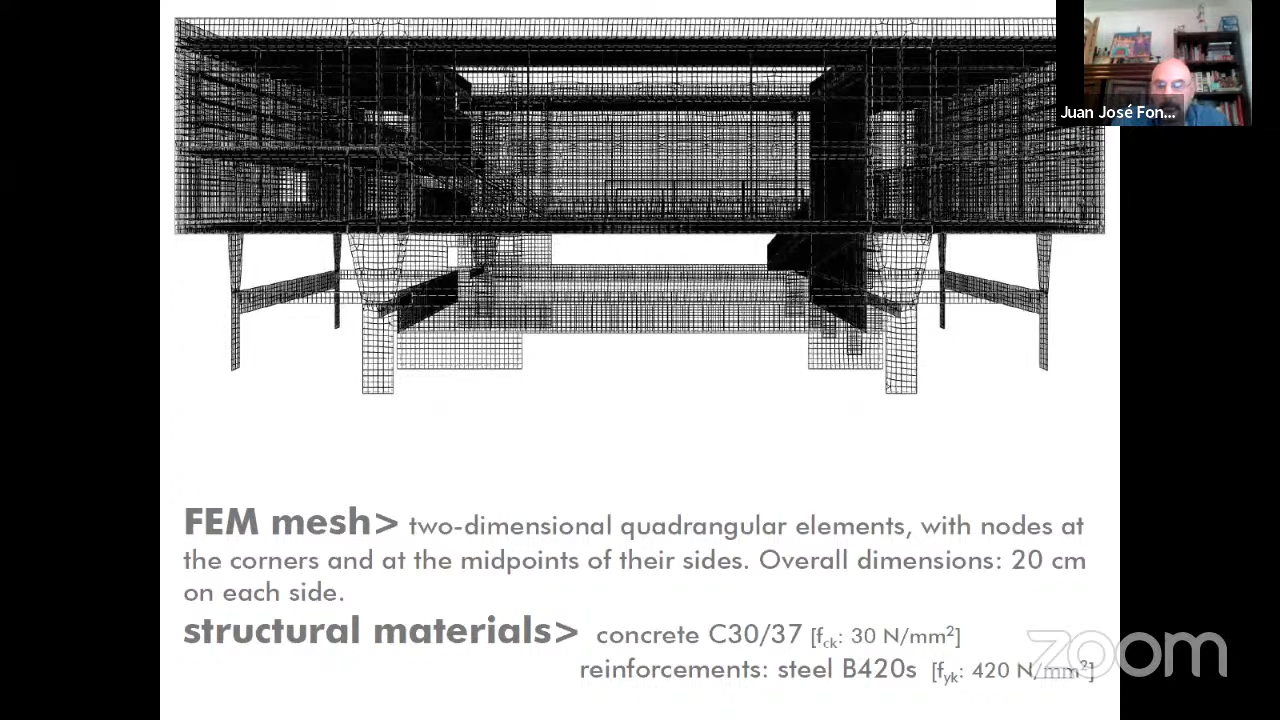 Juan José Fon...
FEM mesh> two-dimensional quadrangular elements, with nodes at
the corners and at the midpoints of their sides. Overall dimensions: 20 cm
on each side.
structural materials> concrete C30/37 [fck: 30 N/mm²]
reinforcements: steel B420s [fyk: 420 N/mm²]
zoom